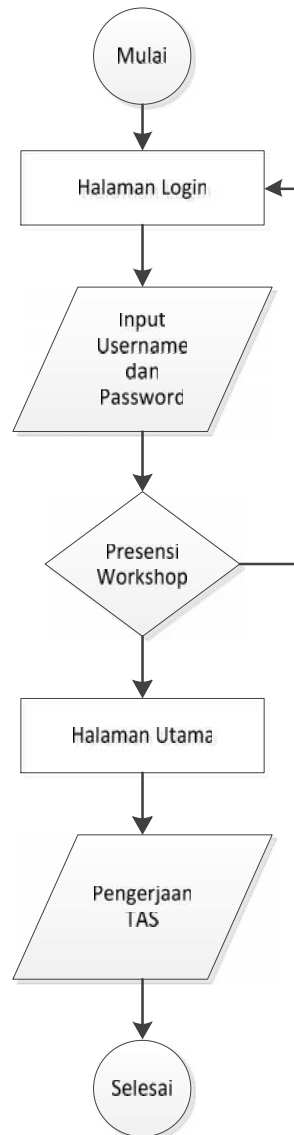 Mulai
Halaman Login
Input
Username
dan
Password
Presensi
Workshop
Halaman Utama
Pengerjaan
TAS
Selesai